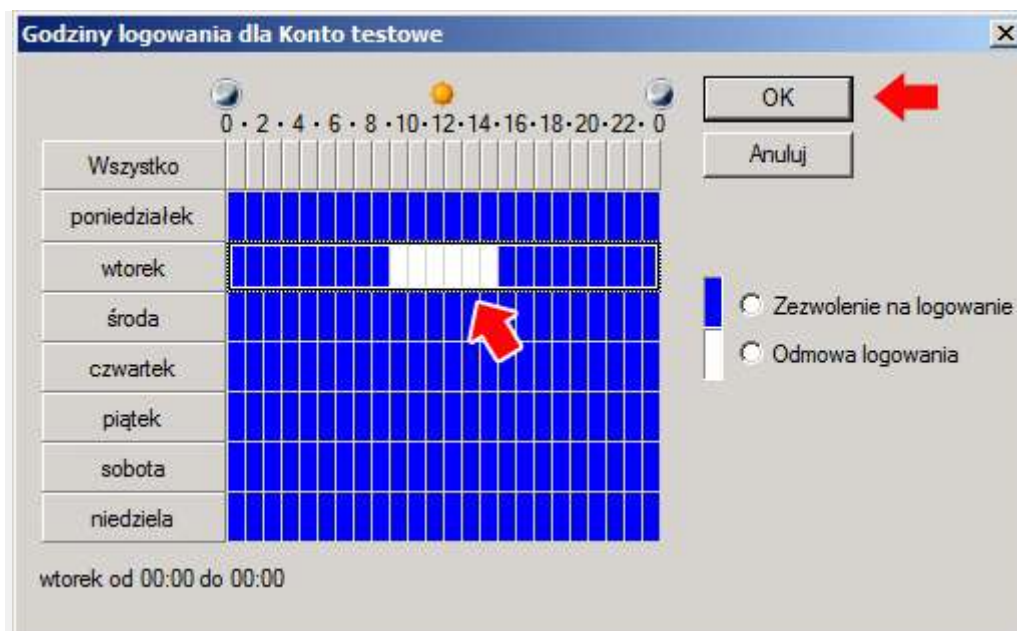 Godziny logowania dla Konto testowe
0 · 2 · 4 · 6 · 8 · 10 · 12 · 14 · 16 · 18 · 20 · 22 · 0
OK
Anuluj
Wszystko
poniedziałek
wtorek
środa
czwartek
piątek
sobota
niedziela
Zezwolenie na logowanie
Odmowa logowania
wtorek od 00:00 do 00:00